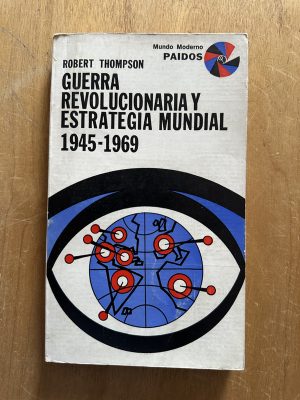 Mundo Moderno
PAIDOS
ROBERT THOMPSON
GUERRA
REVOLUCIONARIA Y
ESTRATEGIA MUNDIAL
1945-1969